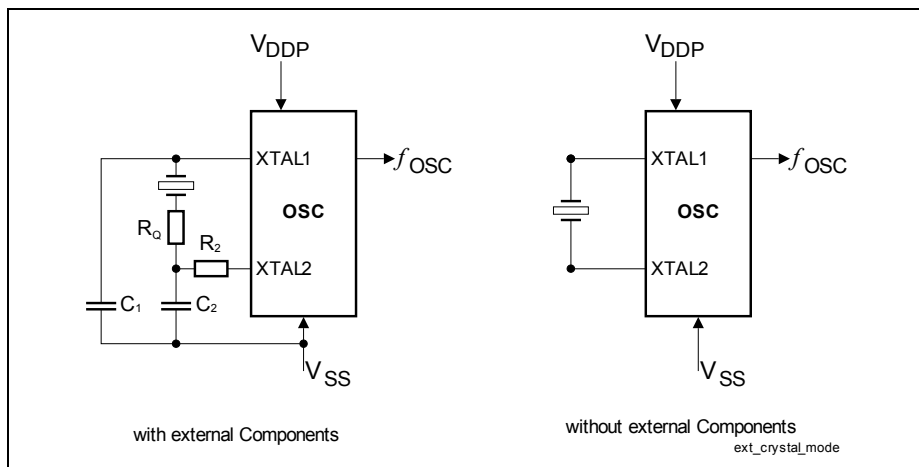 VDDP
XTAL1
fOSC
OSC
RQ
R2
XTAL2
C1
C2
VSS
with external Components
VDDP
XTAL1
fOSC
OSC
XTAL2
VSS
without external Components
ext_crystal_mode